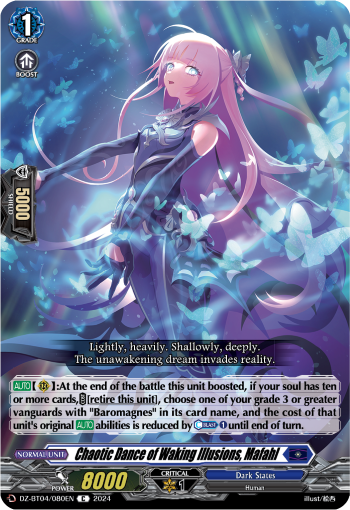 1
GRADE
BOOST
5000
SHIELD
Lightly, heavily. Shallowly, deeply.
The unawakening dream invades reality.
AUTO【 】:At the end of the battle this unit boosted, if your soul has ten
or more cards, [retire this unit], choose one of your grade 3 or greater
vanguards with "Baromagnes" in its card name, and the cost of that
unit's original AUTO abilities is reduced by BLAST 1 until end of turn.
NORMAL UNIT
Chaotic Dance of Waking Illusions, Mafahl
POWER
8000
CRITICAL
1
Dark States
Human
DZ-BT04/080EN C 2024
illust/松西